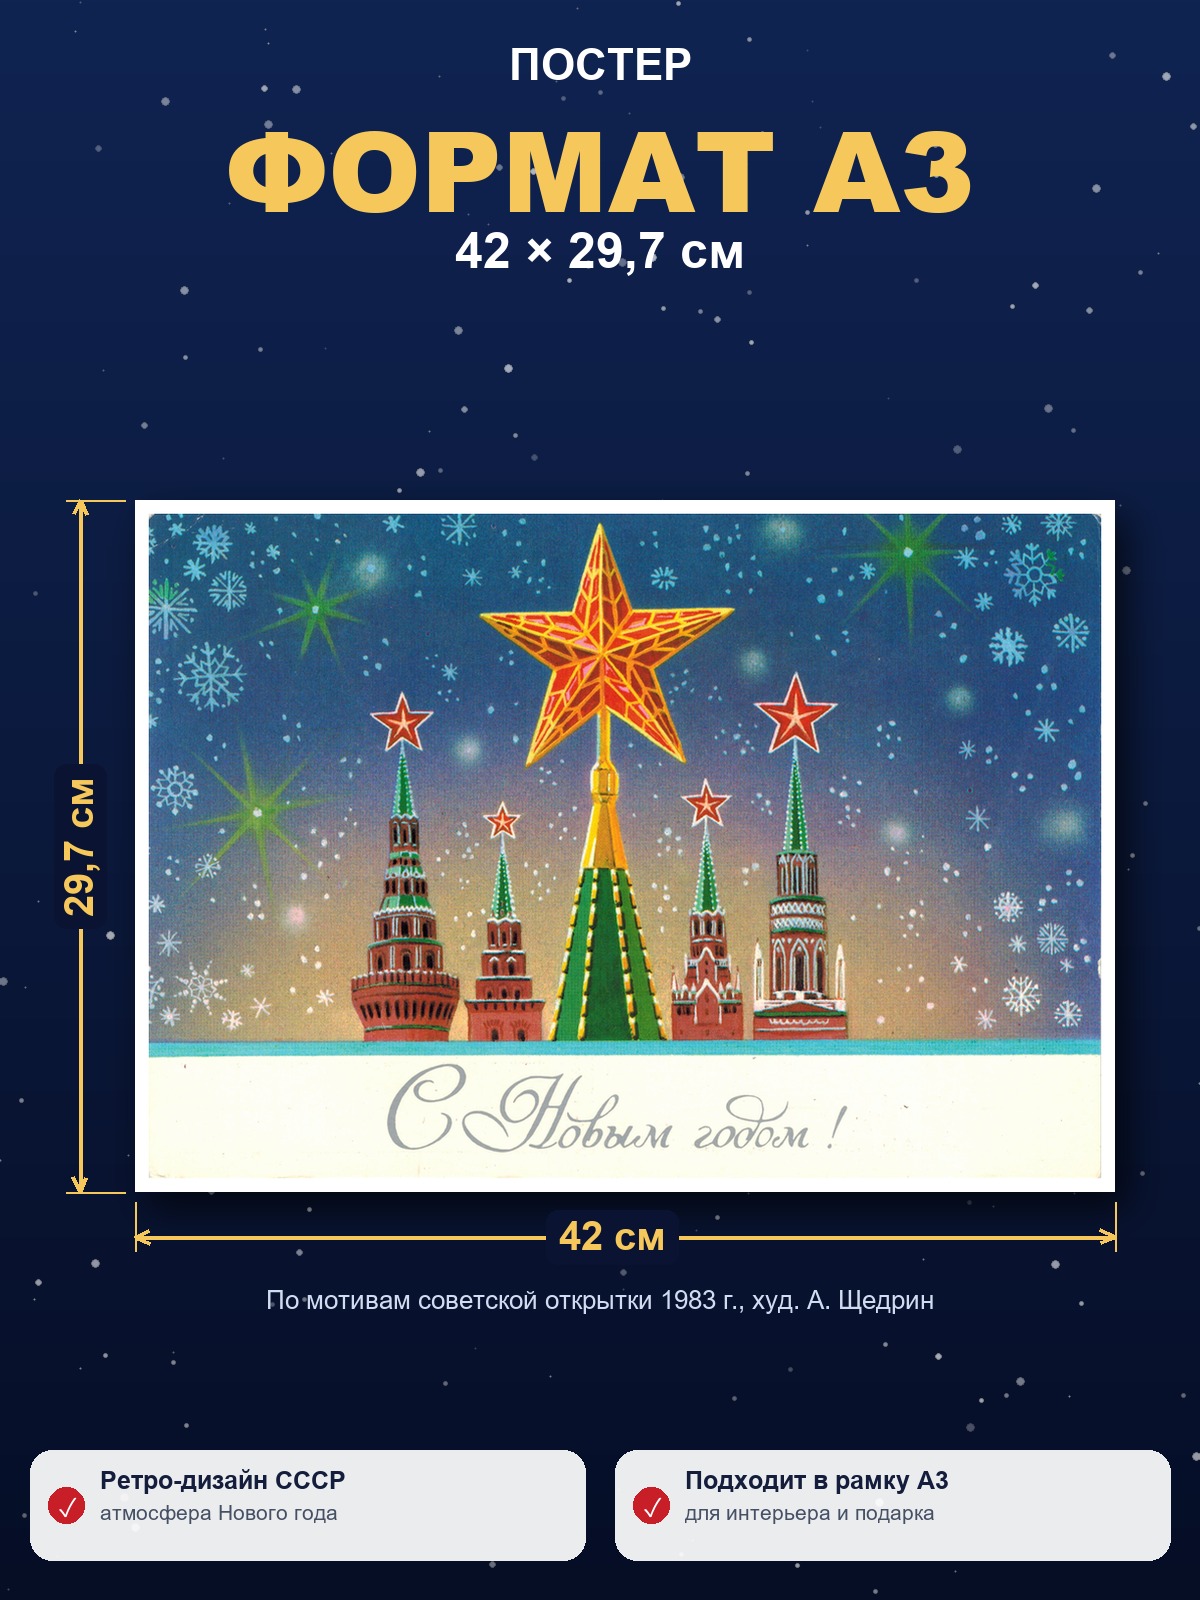 ПОСТЕР
ФОРМАТ А3
42 × 29,7 см
29,7 см
С Новым годом !
42 см
По мотивам советской открытки 1983 г., худ. А. Щедрин
Ретро-дизайн СССР
атмосфера Нового года
Подходит в рамку А3
для интерьера и подарка